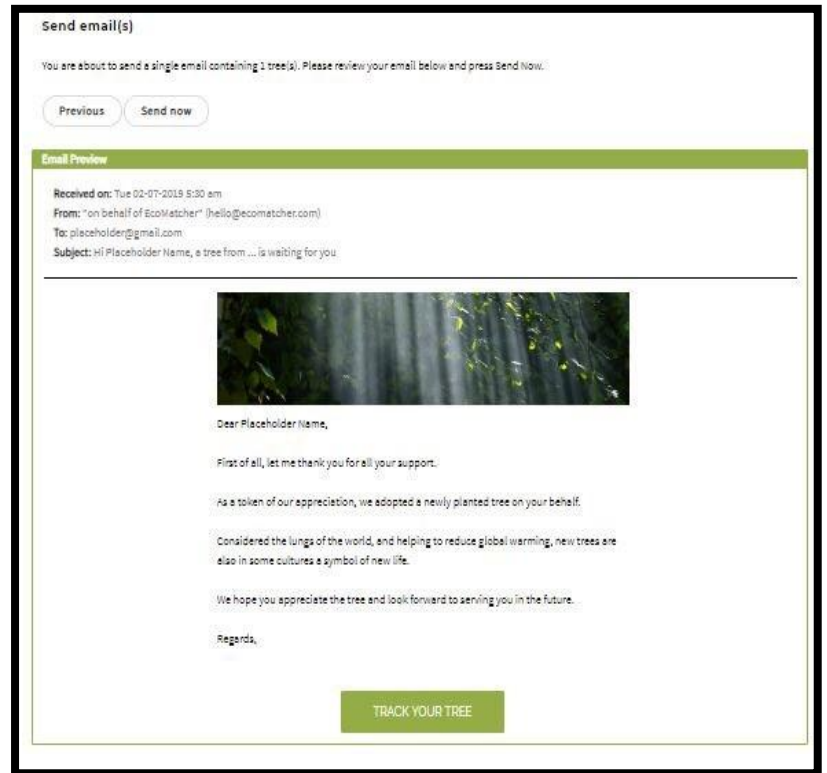 Send email(s)
You are about to send a single email containing 1 tree(s). Please review your email below and press Send Now.
Previous
Send now
Email Preview
Received on: Tue 02-07-2019 5:30 am
From: "on behalf of EcoMatcher" (hello@ecomatcher.com)
To: placeholder@gmail.com
Subject: Hi Placeholder Name, a tree from ... is waiting for you
Dear Placeholder Name,
First of all, let me thank you for all your support.
As a token of our appreciation, we adopted a newly planted tree on your behalf.
Considered the lungs of the world, and helping to reduce global warming, new trees are
also in some cultures a symbol of new life.
We hope you appreciate the tree and look forward to serving you in the future.
Regards,
TRACK YOUR TREE